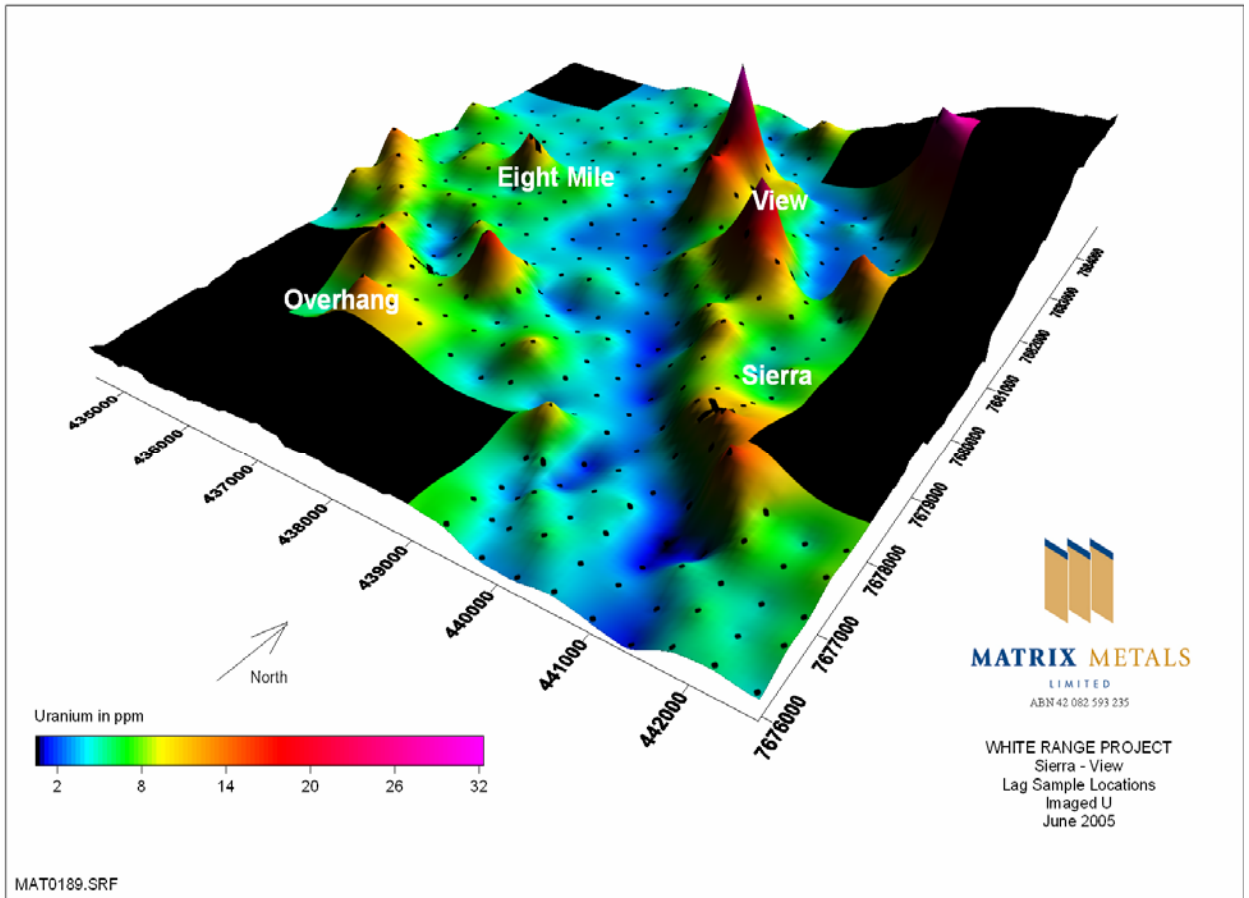 Eight Mile
View
Overhang
Sierra
435000
436000
437000
438000
439000
440000
441000
442000
7676000
7677000
7678000
7679000
7680000
7681000
7682000
7683000
7684000
North
Uranium in ppm
2 8 14 20 26 32
MATRIX METALS
LIMITED
ABN 42 082 593 235
WHITE RANGE PROJECT
Sierra - View
Lag Sample Locations
Imaged U
June 2005
MAT0189.SRF